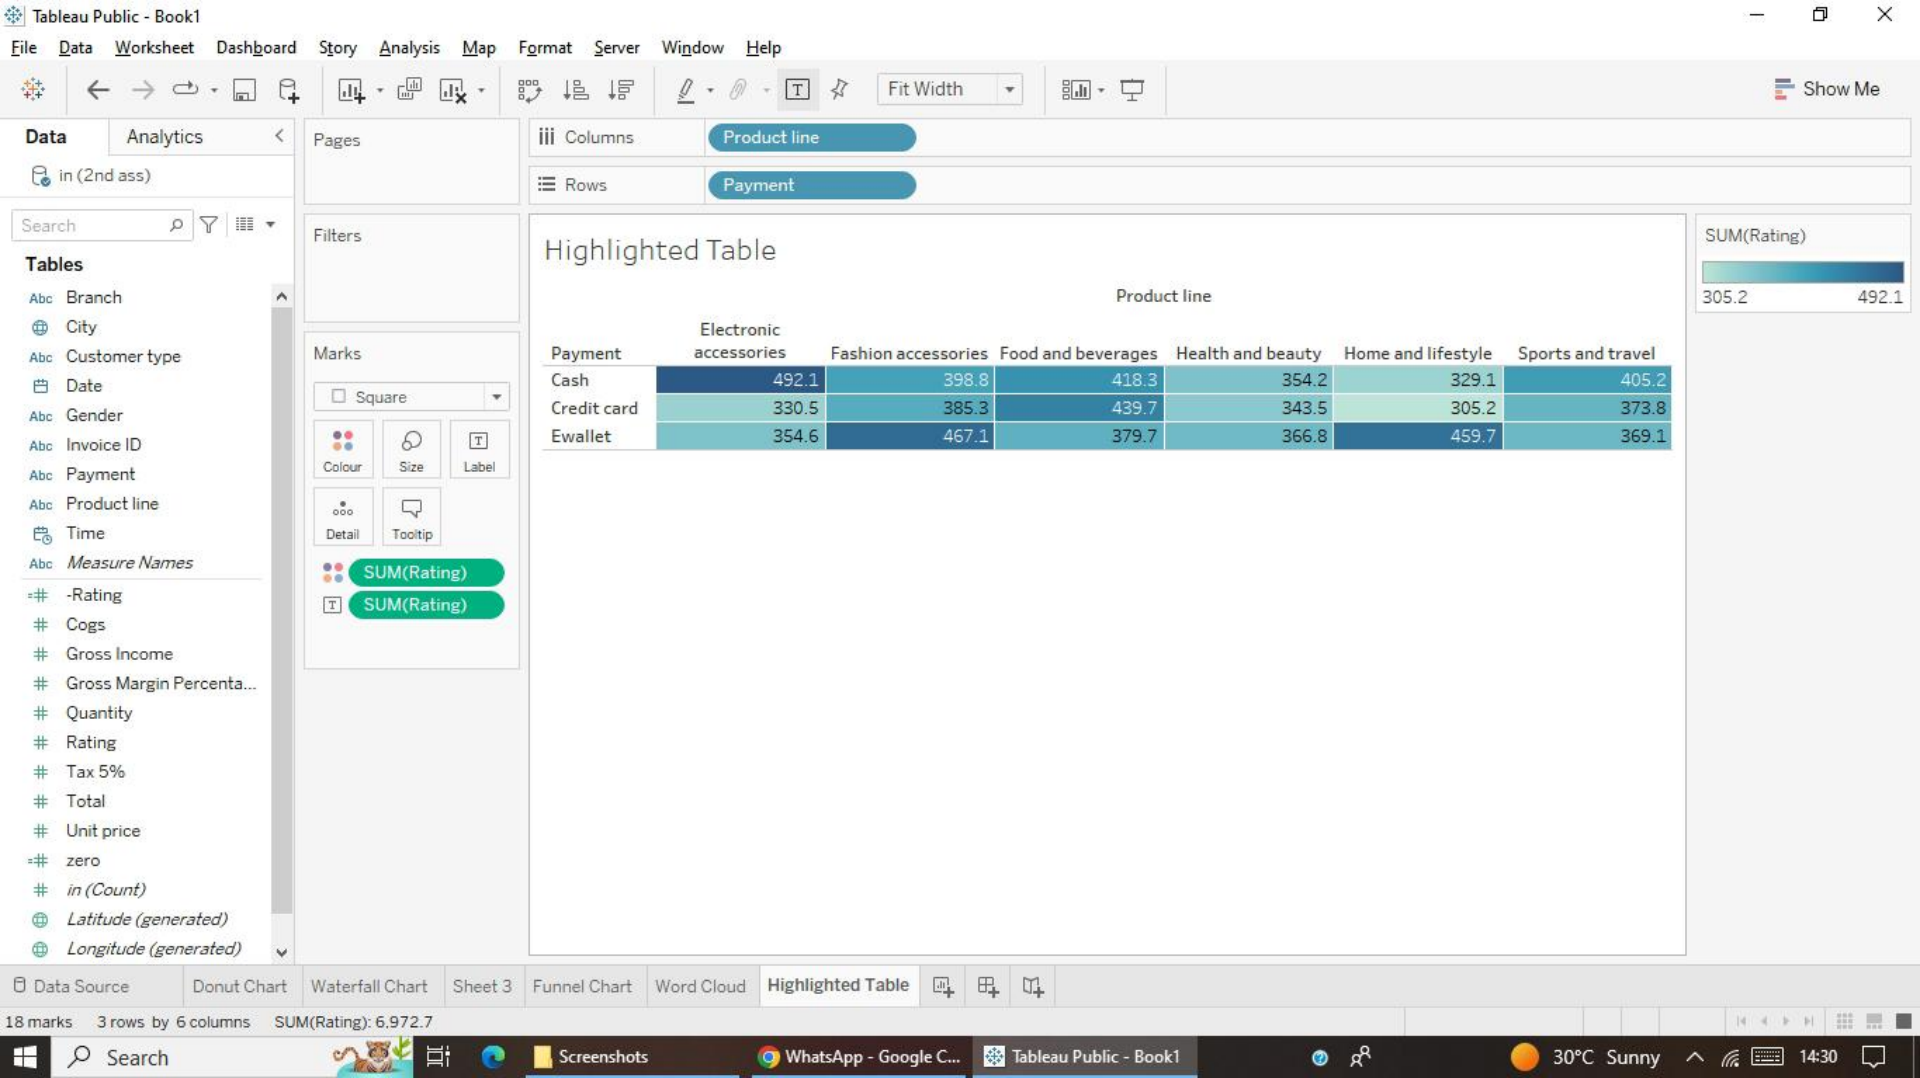 Tableau Public - Book1
File Data Worksheet Dashboard Story Analysis Map Format Server Window Help
T Fit Width Show Me
Data Analytics
in (2nd ass)
Search
Tables
Abc Branch
City
Abc Customer type
Date
Abc Gender
Abc Invoice ID
Abc Payment
Abc Product line
Time
Abc Measure Names
=# -Rating
# Cogs
# Gross Income
# Gross Margin Percenta...
# Quantity
# Rating
# Tax 5%
# Total
# Unit price
=# zero
# in (Count)
Latitude (generated)
Longitude (generated)
Pages
Filters
Marks
Square
Colour Size T Label
Detail Tooltip
SUM(Rating)
T SUM(Rating)
Columns Product line
Rows Payment
Highlighted Table
Product line
Payment Electronic accessories Fashion accessories Food and beverages Health and beauty Home and lifestyle Sports and travel
Cash 492.1 398.8 418.3 354.2 329.1 405.2
Credit card 330.5 385.3 439.7 343.5 305.2 373.8
Ewallet 354.6 467.1 379.7 366.8 459.7 369.1
SUM(Rating)
305.2 492.1
Data Source Donut Chart Waterfall Chart Sheet 3 Funnel Chart Word Cloud Highlighted Table
18 marks 3 rows by 6 columns SUM(Rating): 6,972.7
Search Screenshots WhatsApp - Google C... Tableau Public - Book1 30°C Sunny 14:30